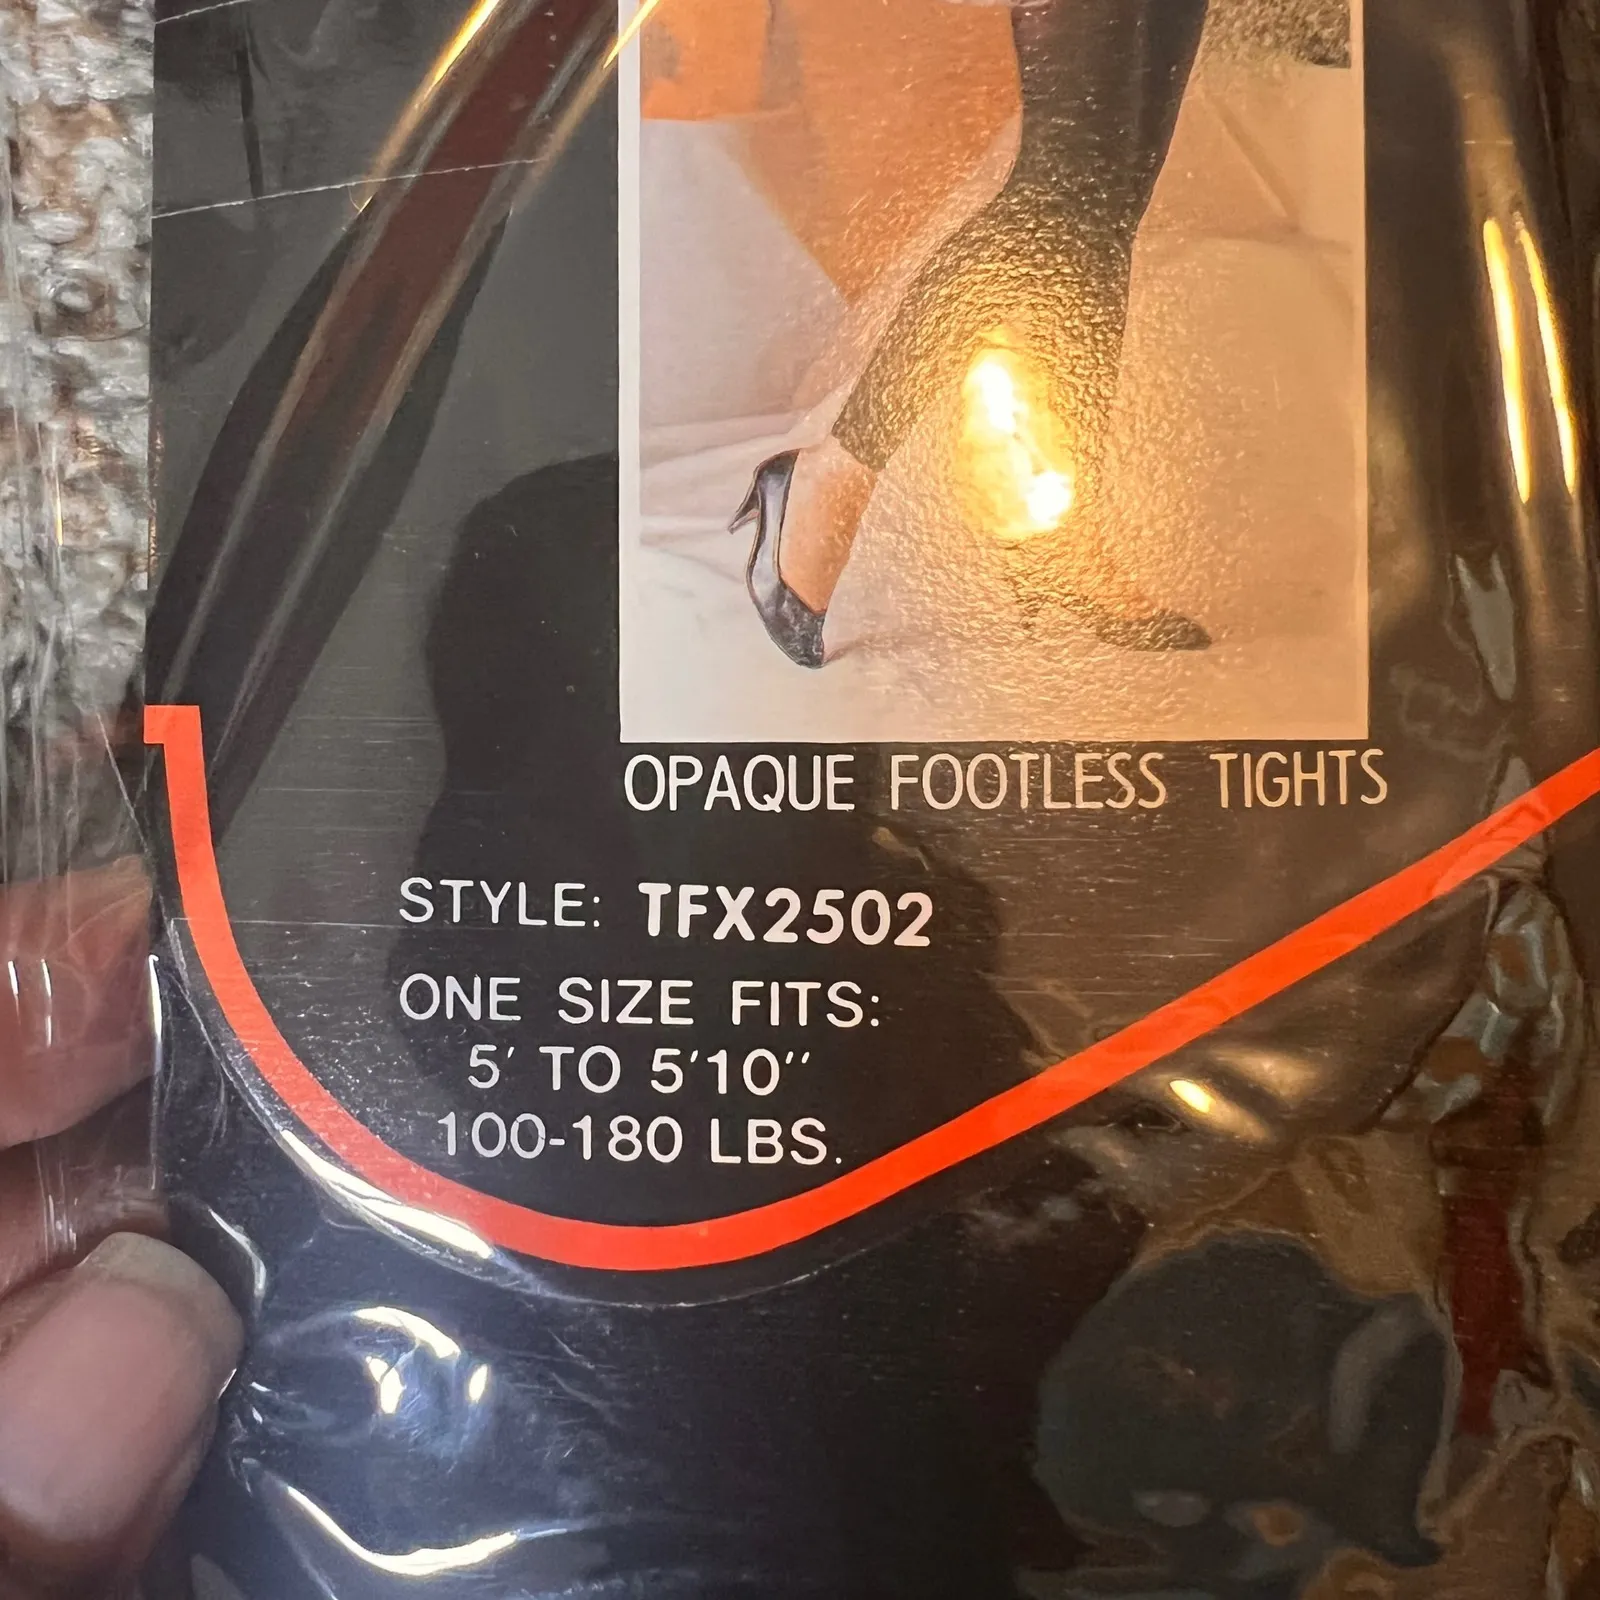 OPAQUE FOOTLESS TIGHTS
STYLE: TFX2502
ONE SIZE FITS:
5' TO 5'10''
100-180 LBS.